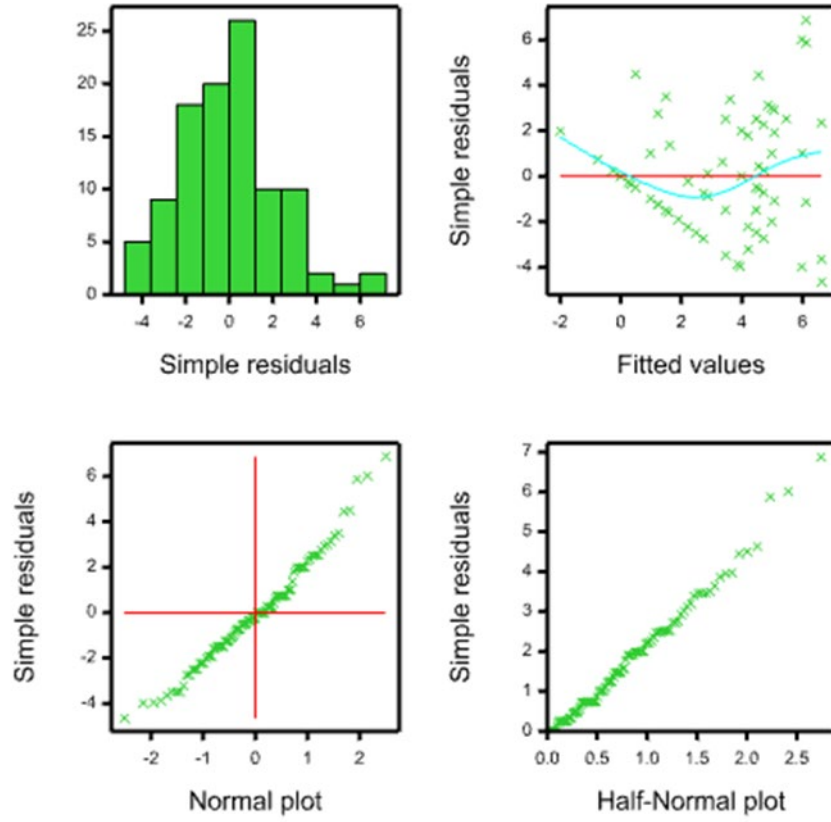 25
20
15
10
5
0
-4 -2 0 2 4 6
Simple residuals
Simple residuals
6
4
2
0
-2
-4
-2 0 2 4 6
Fitted values
Simple residuals
6
4
2
0
-2
-4
-2 -1 0 1 2
Normal plot
Simple residuals
7
6
5
4
3
2
1
0
0.0 0.5 1.0 1.5 2.0 2.5
Half-Normal plot